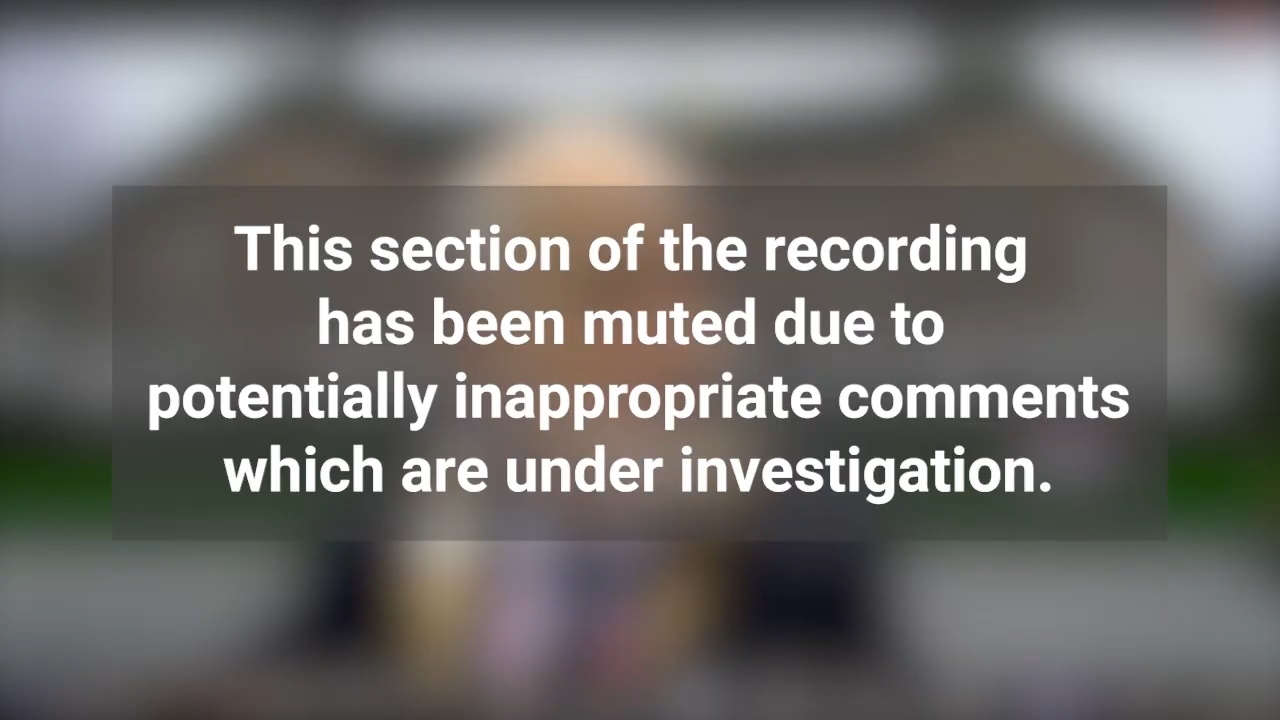 This section of the recording
has been muted due to
potentially inappropriate comments
which are under investigation.